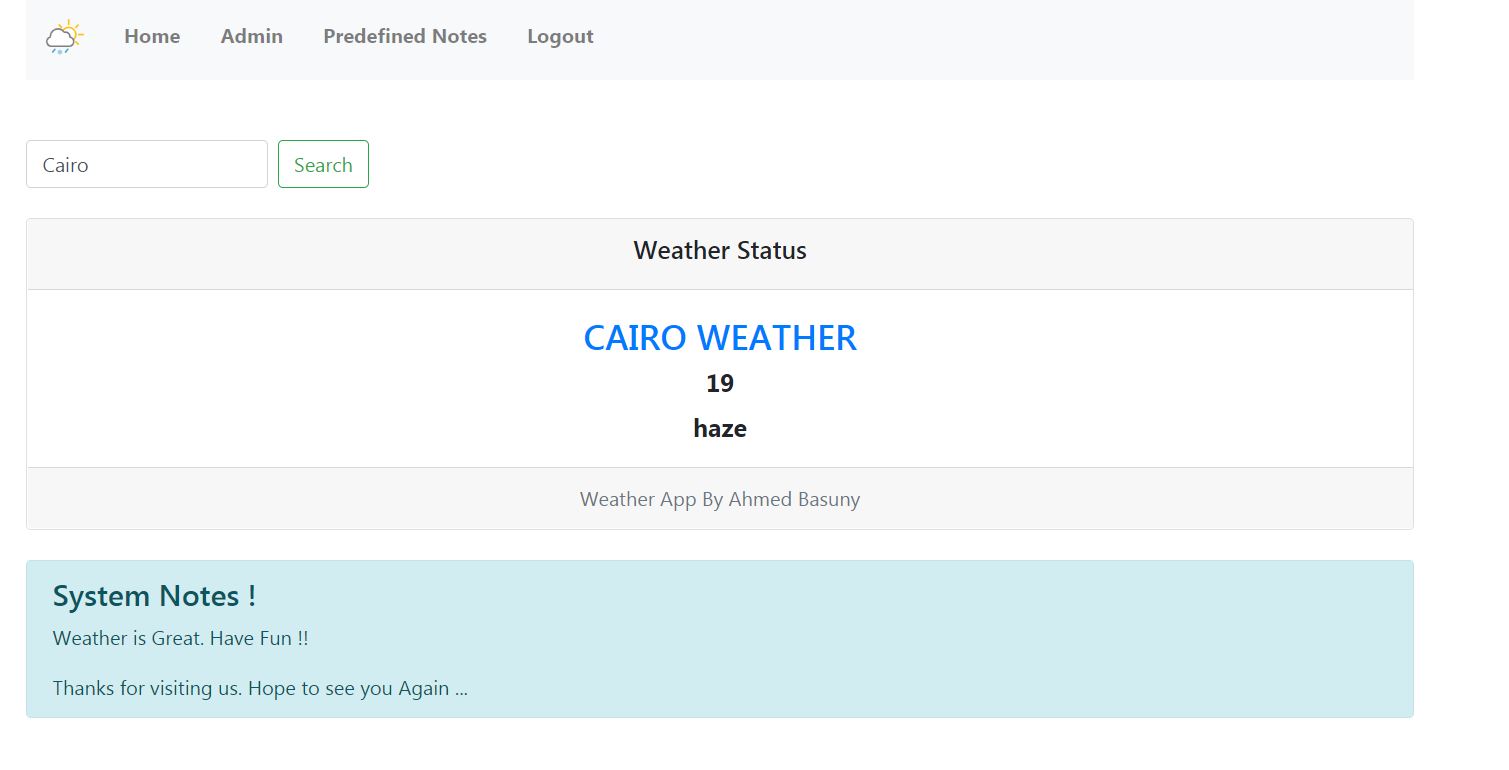 Home Admin Predefined Notes Logout
Cairo Search
Weather Status
CAIRO WEATHER
19
haze
Weather App By Ahmed Basuny
System Notes !
Weather is Great. Have Fun !!
Thanks for visiting us. Hope to see you Again ...